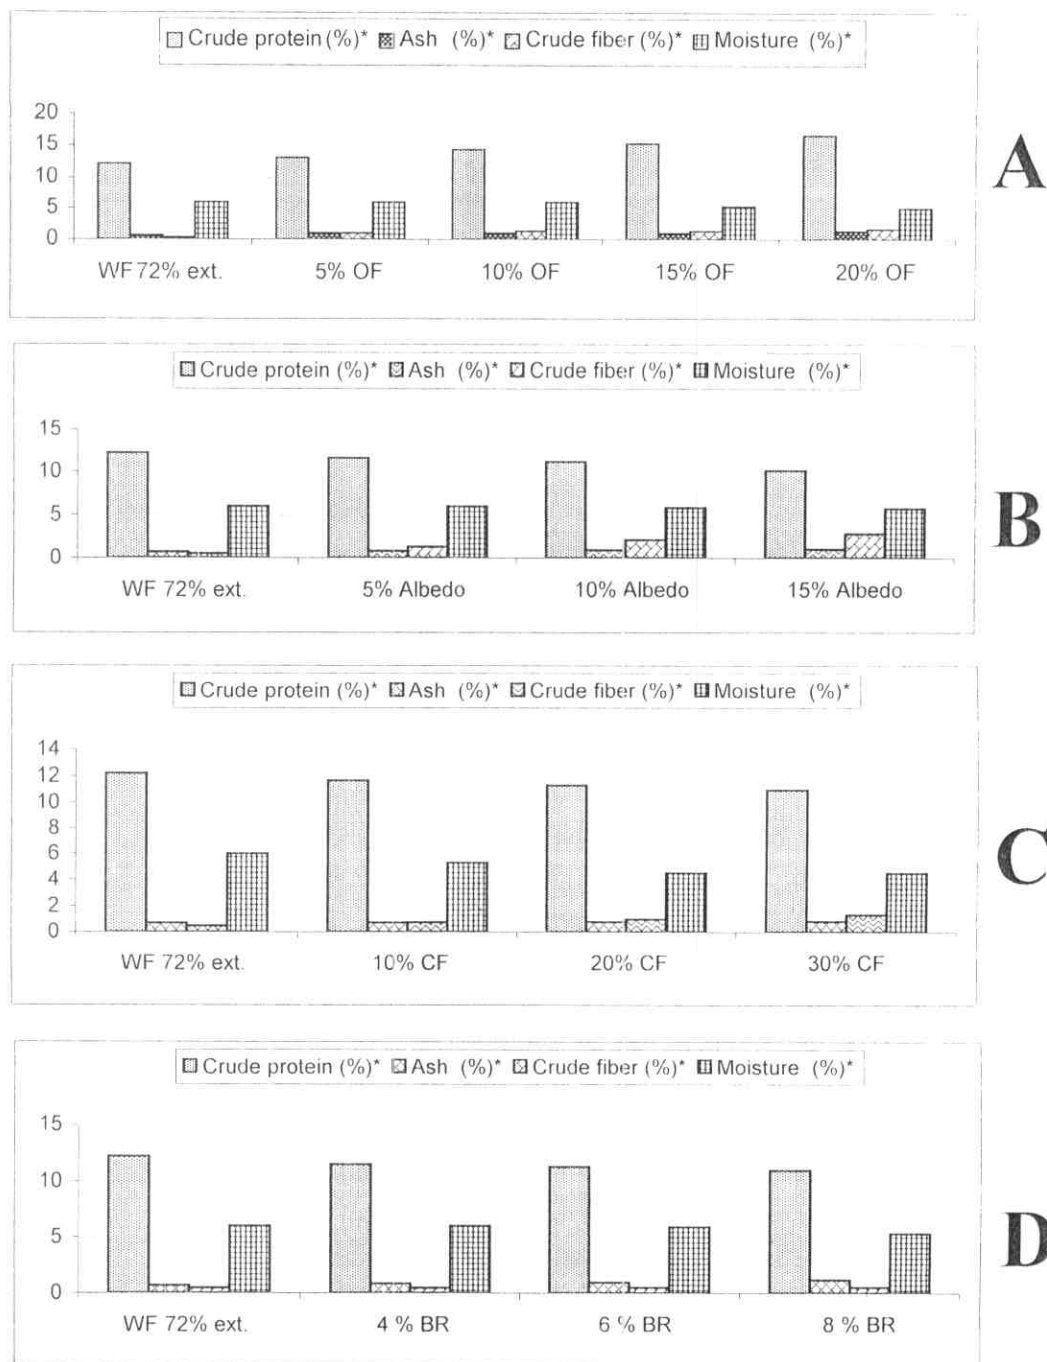 Crude protein (%)* Ash (%)* Crude fiber (%)* Moisture (%)*
20
15
10
5
0
WF 72% ext. 5% OF 10% OF 15% OF 20% OF
A
Crude protein (%)* Ash (%)* Crude fiber (%)* Moisture (%)*
15
10
5
0
WF 72% ext. 5% Albedo 10% Albedo 15% Albedo
B
Crude protein (%)* Ash (%)* Crude fiber (%)* Moisture (%)*
14
12
10
8
6
4
2
0
WF 72% ext. 10% CF 20% CF 30% CF
C
Crude protein (%)* Ash (%)* Crude fiber (%)* Moisture (%)*
15
10
5
0
WF 72% ext. 4 % BR 6 % BR 8 % BR
D